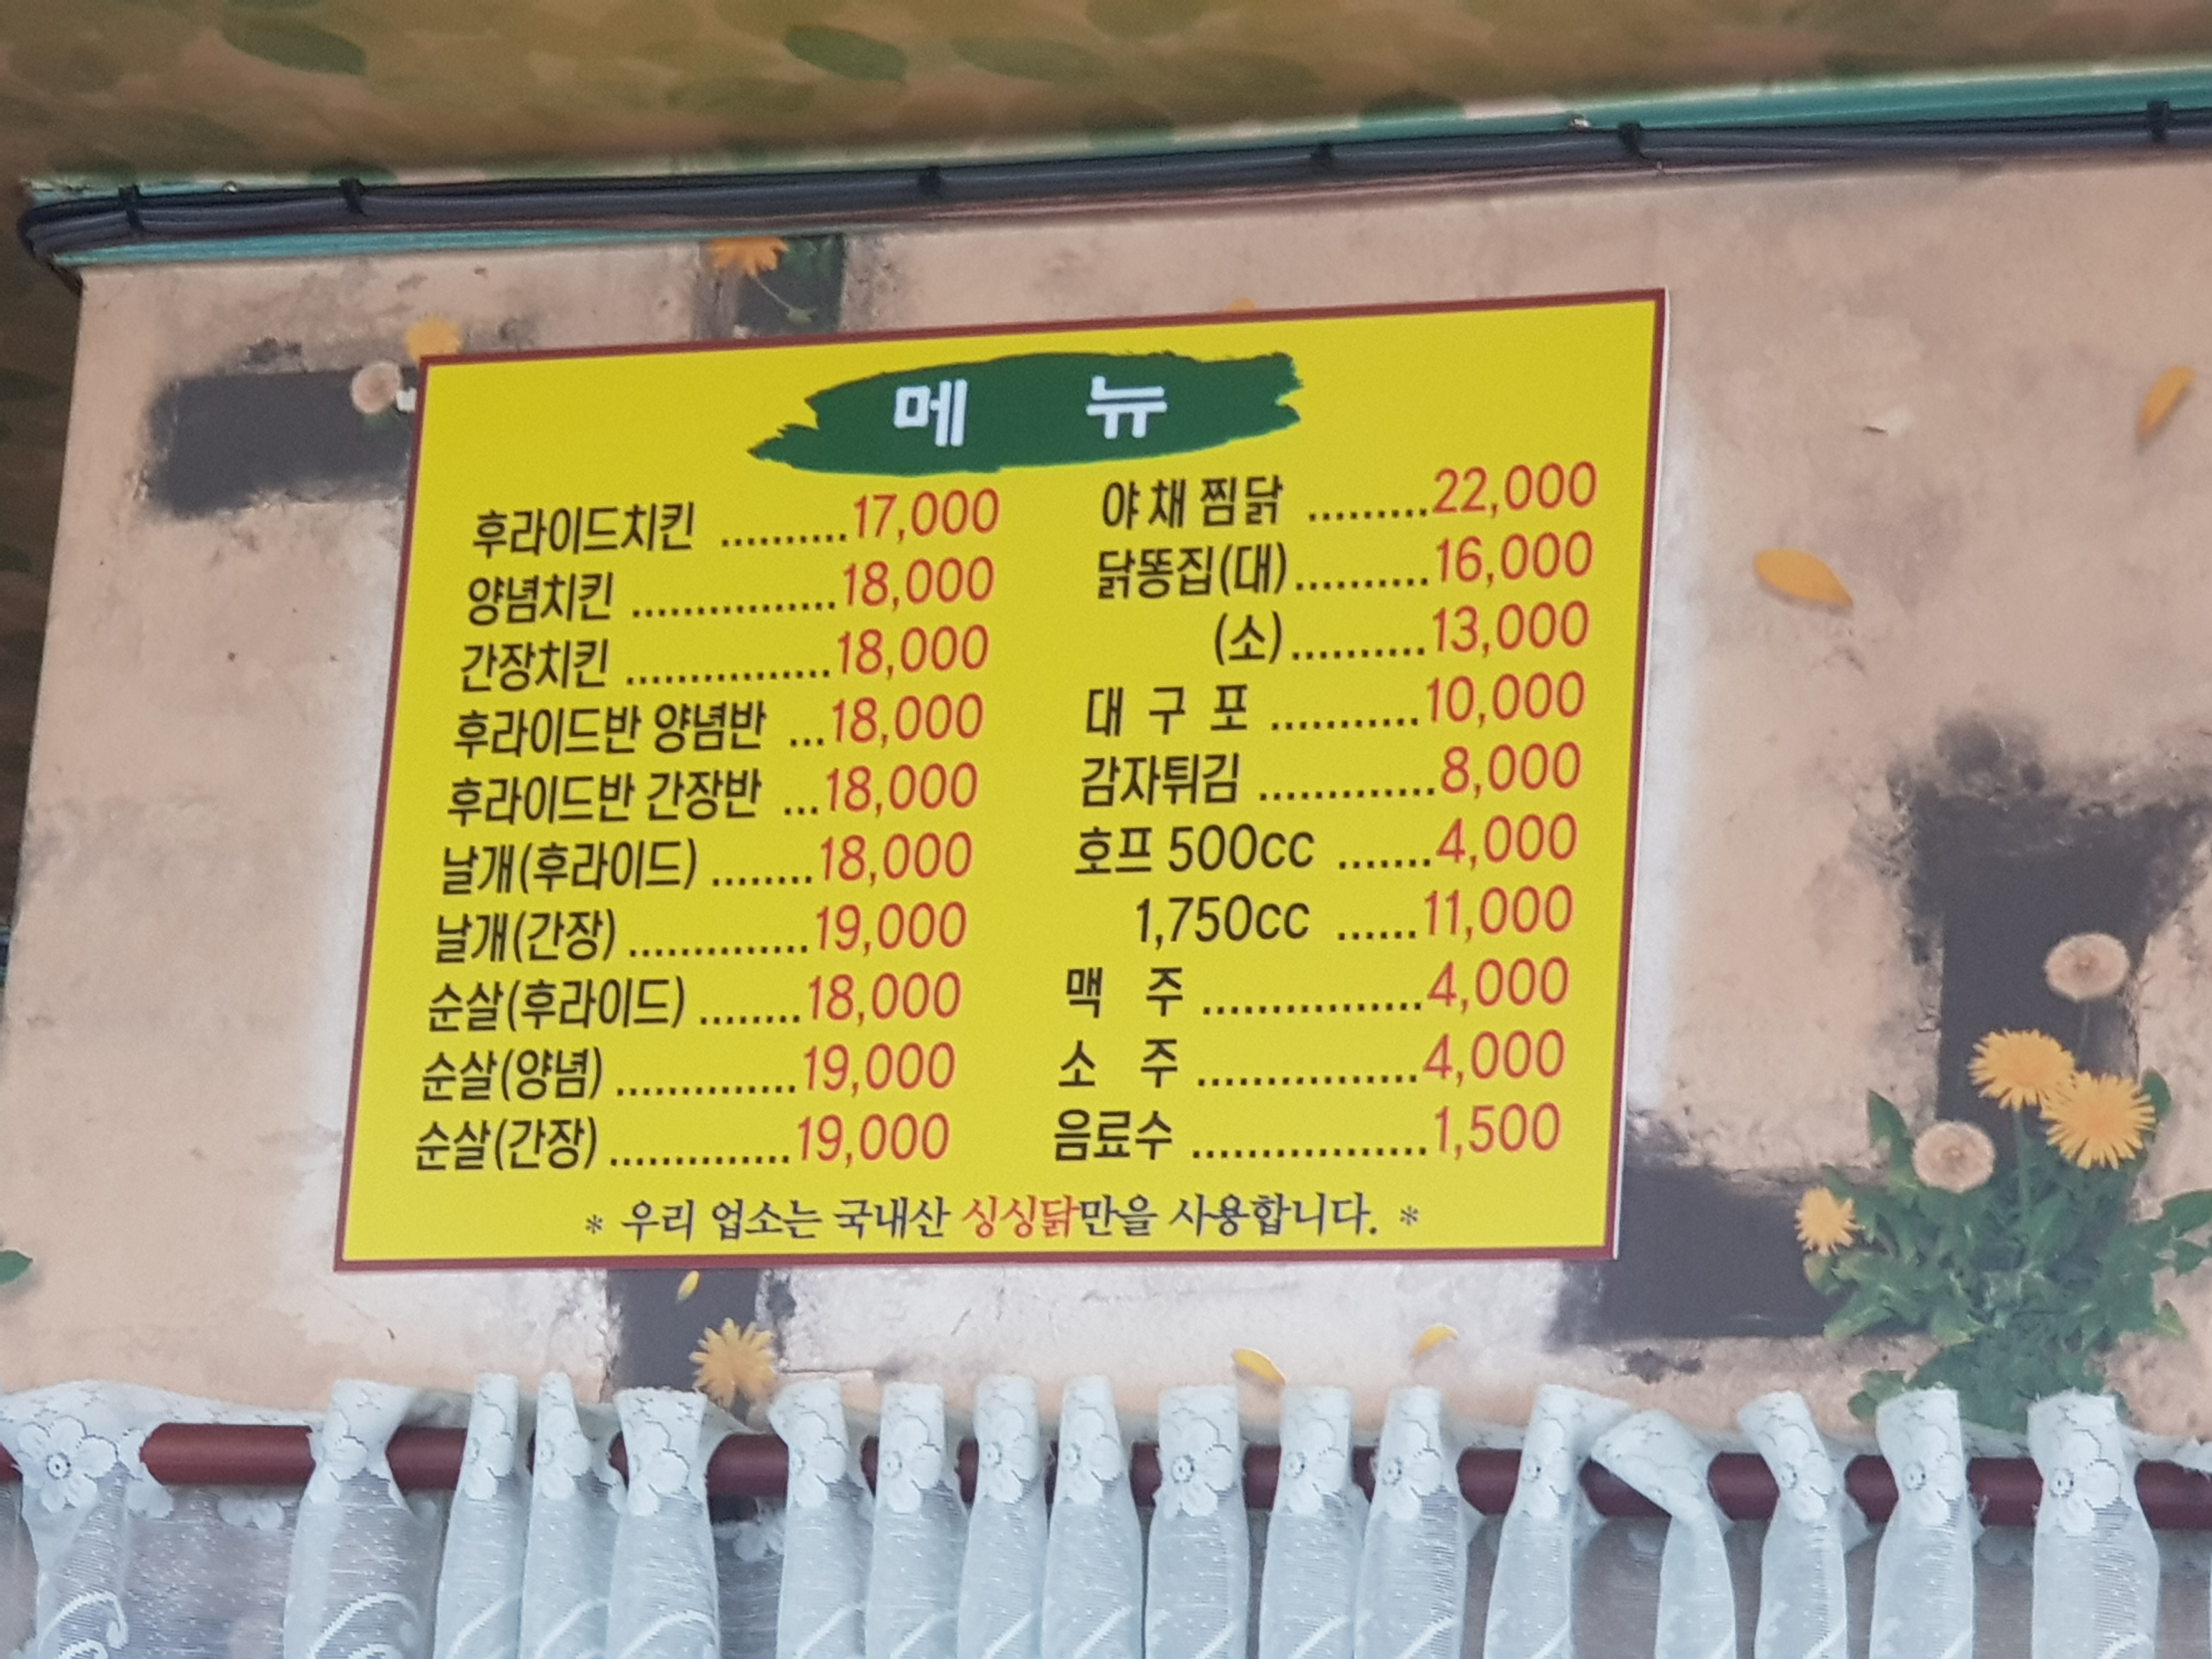 메 뉴
후라이드치킨 ..........17,000
양념치킨 ................18,000
간장치킨 ................18,000
후라이드반 양념반 ...18,000
후라이드반 간장반 ...18,000
날개(후라이드) ........18,000
날개(간장) ..............19,000
순살(후라이드) ........18,000
순살(양념) ..............19,000
순살(간장) ..............19,000
야 채 찜닭 .........22,000
닭똥집(대)..........16,000
(소)..........13,000
대 구 포 ...........10,000
감자튀김 .............8,000
호프 500cc .......4,000
1,750cc ......11,000
맥 주 .................4,000
소 주 .................4,000
음료수 ..................1,500
* 우리 업소는 국내산 싱싱닭만을 사용합니다. *